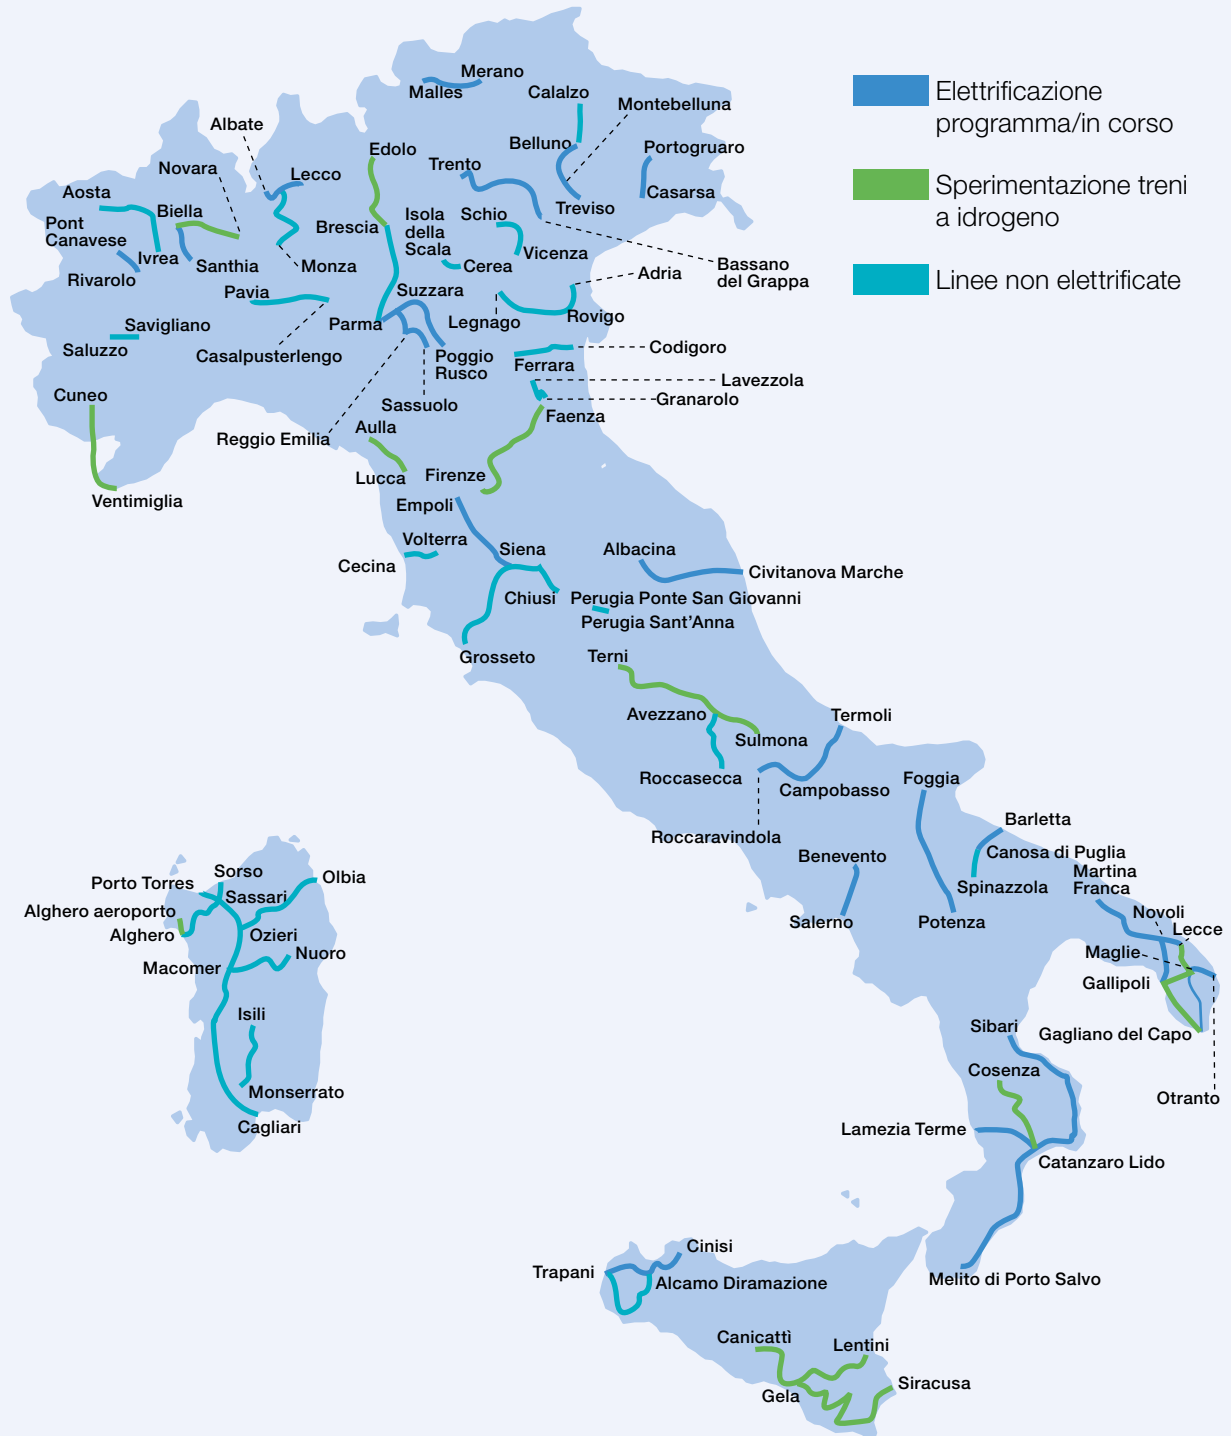 Elettrificazione
programma/in corso
Sperimentazione treni
a idrogeno
Linee non elettrificate
Merano
Malles
Calalzo
Montebelluna
Albate
Belluno
Portogruaro
Edolo
Trento
Novara
Lecco
Aosta
Casarsa
Biella
Treviso
Isola
della
Scala
Schio
Pont
Canavese
Brescia
Vicenza
Ivrea
Santhia
Monza
Cerea
Bassano
del Grappa
Adria
Rivarolo
Pavia
Suzzara
Rovigo
Legnago
Parma
Savigliano
Saluzzo
Casalpusterlengo
Codigoro
Poggio
Rusco
Ferrara
Lavezzola
Cuneo
Granarolo
Sassuolo
Faenza
Aulla
Reggio Emilia
Lucca
Firenze
Ventimiglia
Empoli
Volterra
Siena
Albacina
Cecina
Civitanova Marche
Chiusi
Perugia Ponte San Giovanni
Perugia Sant'Anna
Grosseto
Terni
Avezzano
Termoli
Sulmona
Roccasecca
Foggia
Campobasso
Barletta
Roccaravindola
Benevento
Canosa di Puglia
Martina
Franca
Spinazzola
Salerno
Potenza
Novoli
Lecce
Maglie
Gallipoli
Gagliano del Capo
Otranto
Sorso
Olbia
Porto Torres
Sassari
Alghero aeroporto
Alghero
Ozieri
Nuoro
Macomer
Isili
Monserrato
Cagliari
Sibari
Cosenza
Lamezia Terme
Catanzaro Lido
Melito di Porto Salvo
Cinisi
Trapani
Alcamo Diramazione
Canicattì
Lentini
Siracusa
Gela